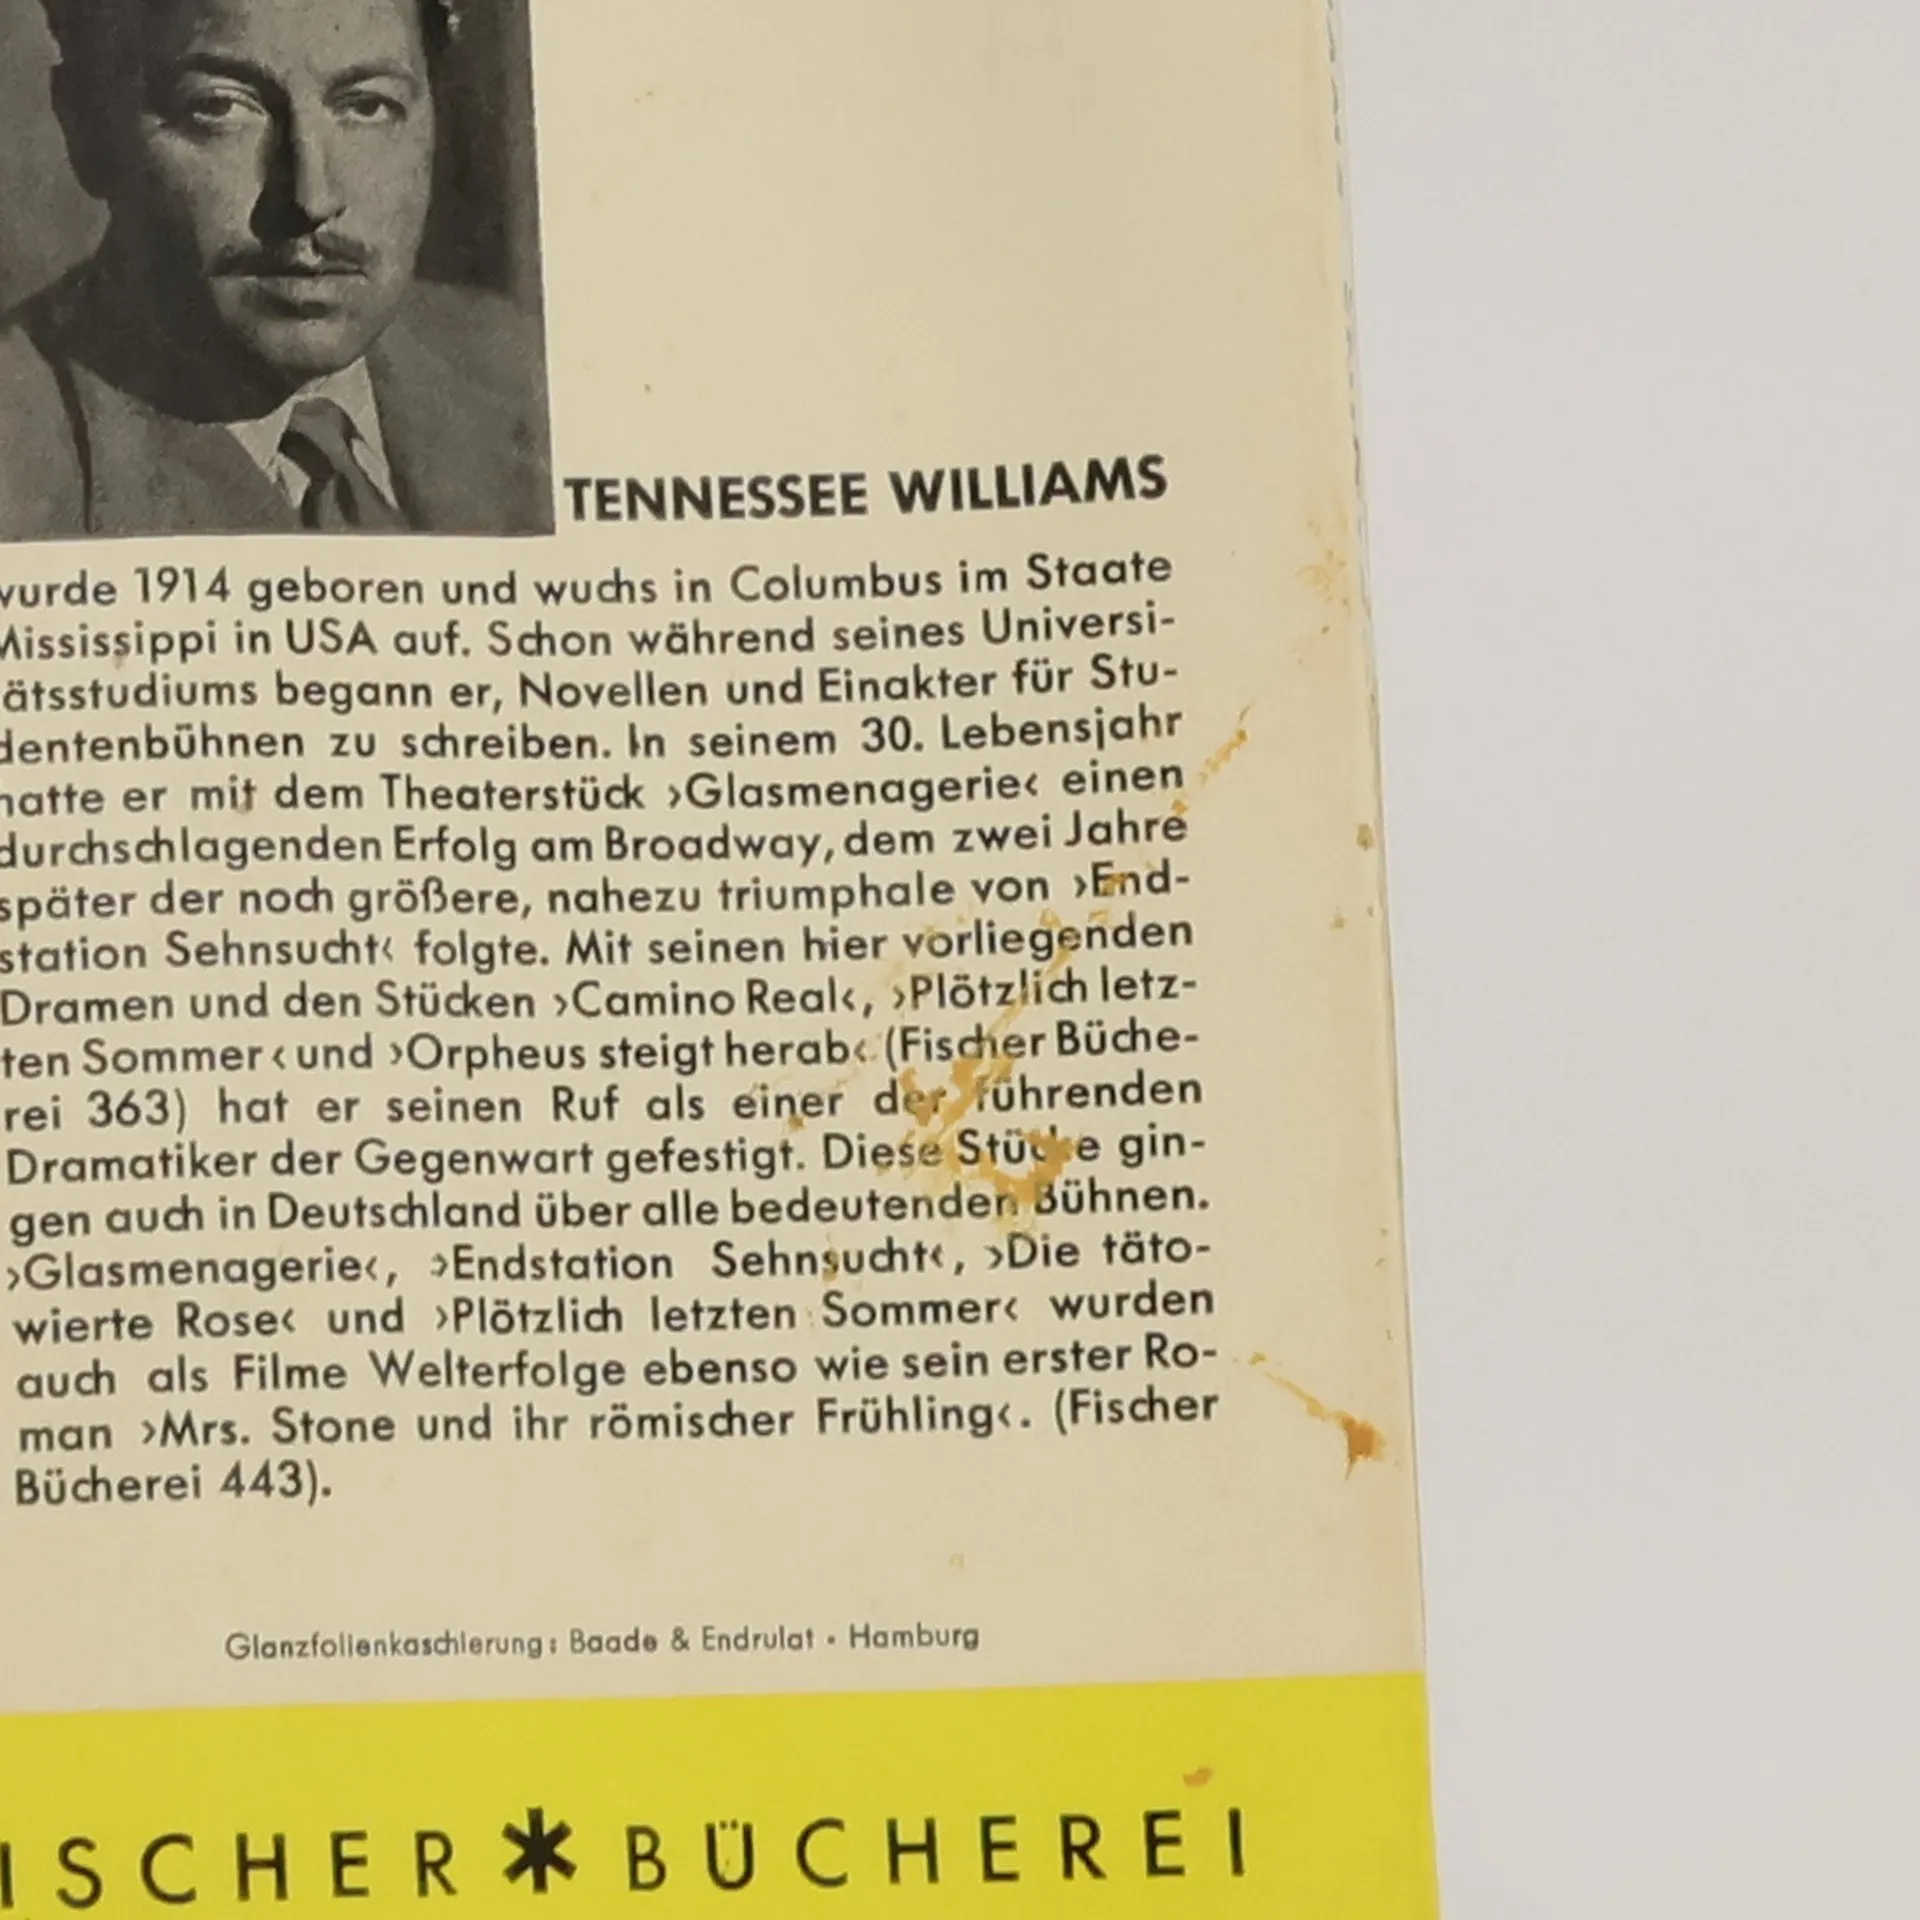 TENNESSEE WILLIAMS
wurde 1914 geboren und wuchs in Columbus im Staate
Mississippi in USA auf. Schon während seines Universi-
ätsstudiums begann er, Novellen und Einakter für Stu-
dentenbühnen zu schreiben. In seinem 30. Lebensjahr
hatte er mit dem Theaterstück ›Glasmenagerie‹ einen
durchschlagenden Erfolg am Broadway, dem zwei Jahre
später der noch größere, nahezu triumphale von ›End-
station Sehnsucht‹ folgte. Mit seinen hier vorliegenden
Dramen und den Stücken ›Camino Real‹, ›Plötzlich letz-
ten Sommer‹ und ›Orpheus steigt herab‹ (Fischer Büche-
rei 363) hat er seinen Ruf als einer der führenden
Dramatiker der Gegenwart gefestigt. Diese Stücke gin-
gen auch in Deutschland über alle bedeutenden Bühnen.
›Glasmenagerie‹, ›Endstation Sehnsucht‹, ›Die täto-
wierte Rose‹ und ›Plötzlich letzten Sommer‹ wurden
auch als Filme Welterfolge ebenso wie sein erster Ro-
man ›Mrs. Stone und ihr römischer Frühling‹. (Fischer
Bücherei 443).
Glanzfolienkaschierung: Baade & Endrulat · Hamburg
ISCHER * BÜCHEREI